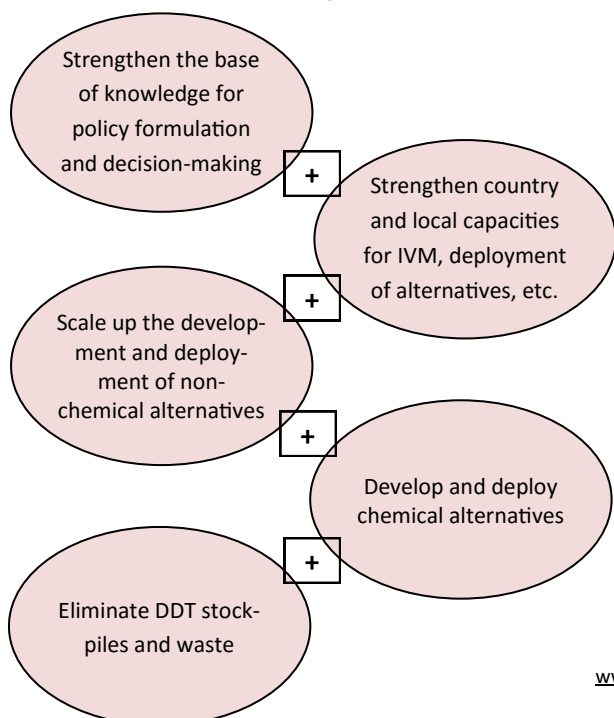 Strengthen the base
of knowledge for
policy formulation
and decision-making
+
Strengthen country
and local capacities
for IVM, deployment
of alternatives, etc.
+
Scale up the develop-
ment and deploy-
ment of non-
chemical alternatives
+
Develop and deploy
chemical alternatives
+
Eliminate DDT stock-
piles and waste